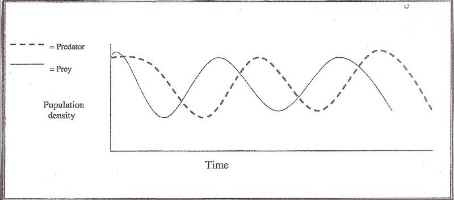 = Predator
= Prey
Population
density
Time